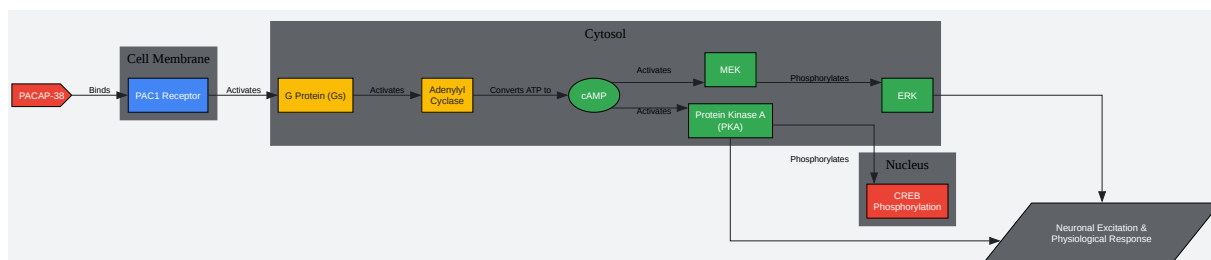 Cytosol
Cell Membrane
PACAP-38
Binds
PAC1 Receptor
Activates
G Protein (Gs)
Activates
Adenylyl
Cyclase
Converts ATP to
cAMP
Activates
MEK
Phosphorylates
ERK
Activates
Protein Kinase A
(PKA)
Phosphorylates
Nucleus
CREB
Phosphorylation
Neuronal Excitation &
Physiological Response